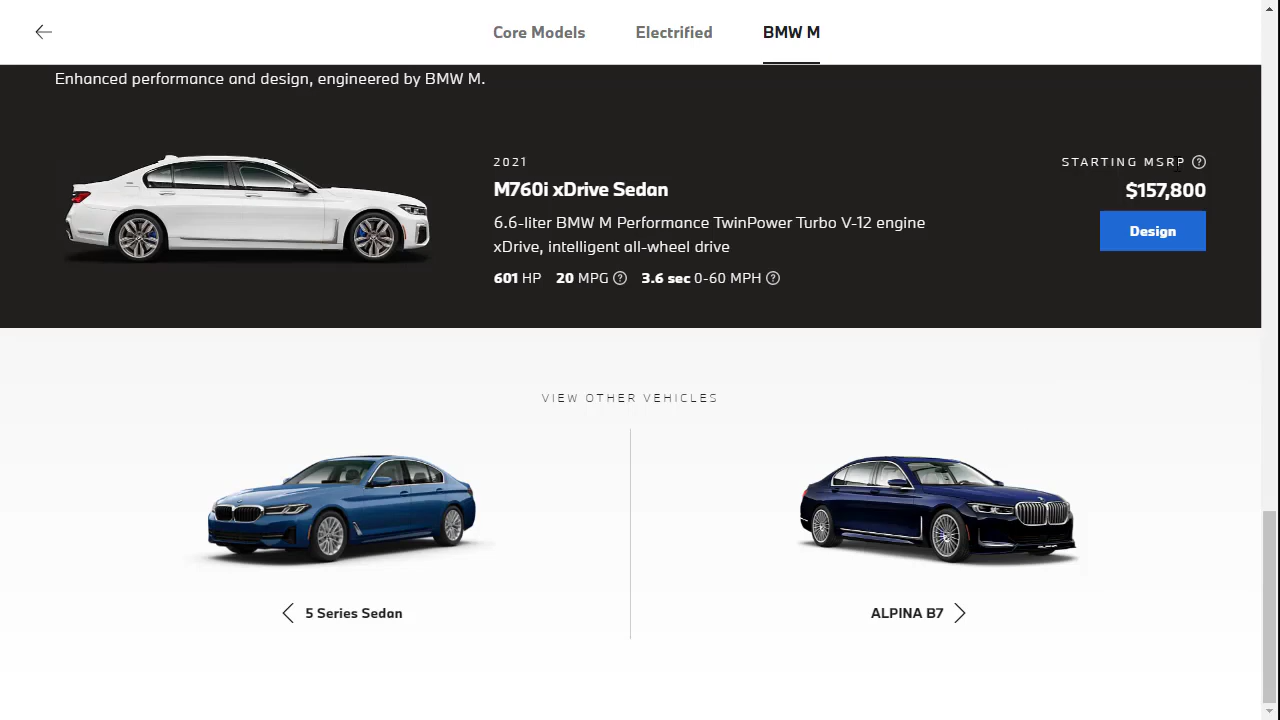 Core Models
Electrified
BMW M
Enhanced performance and design, engineered by BMW M.
2021
M760i xDrive Sedan
6.6-liter BMW M Performance TwinPower Turbo V-12 engine
xDrive, intelligent all-wheel drive
601 HP 20 MPG ? 3.6 sec 0-60 MPH ?
STARTING MSRP ?
$157,800
Design
VIEW OTHER VEHICLES
5 Series Sedan
ALPINA B7